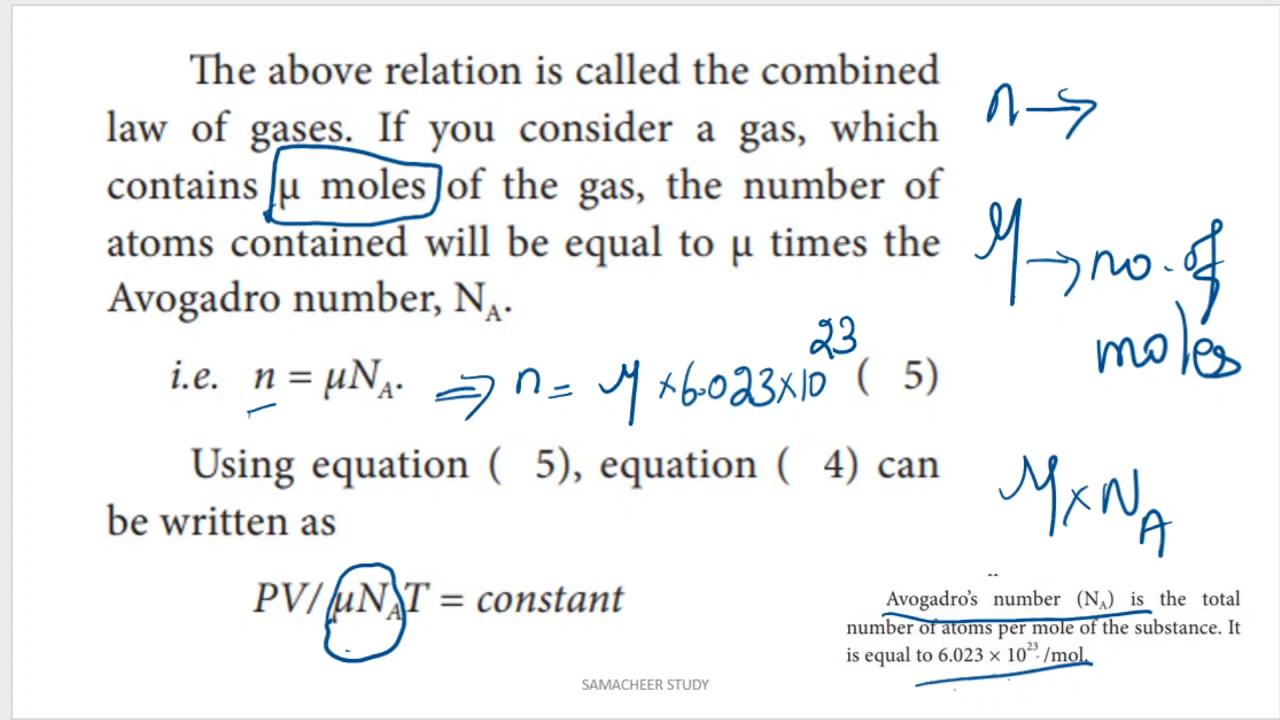 The above relation is called the combined
law of gases. If you consider a gas, which
contains μ moles of the gas, the number of
atoms contained will be equal to μ times the
Avogadro number, N_A.
i.e. n = μN_A. ⇒ n = μ × 6.023 × 10^23 ( 5)
Using equation ( 5), equation ( 4) can
be written as
PV/ μN_AT = constant
n →
μ → no. of
moles
μ × N_A
Avogadro's number (N_A) is the total
number of atoms per mole of the substance. It
is equal to 6.023 × 10^23 /mol.
SAMACHEER STUDY